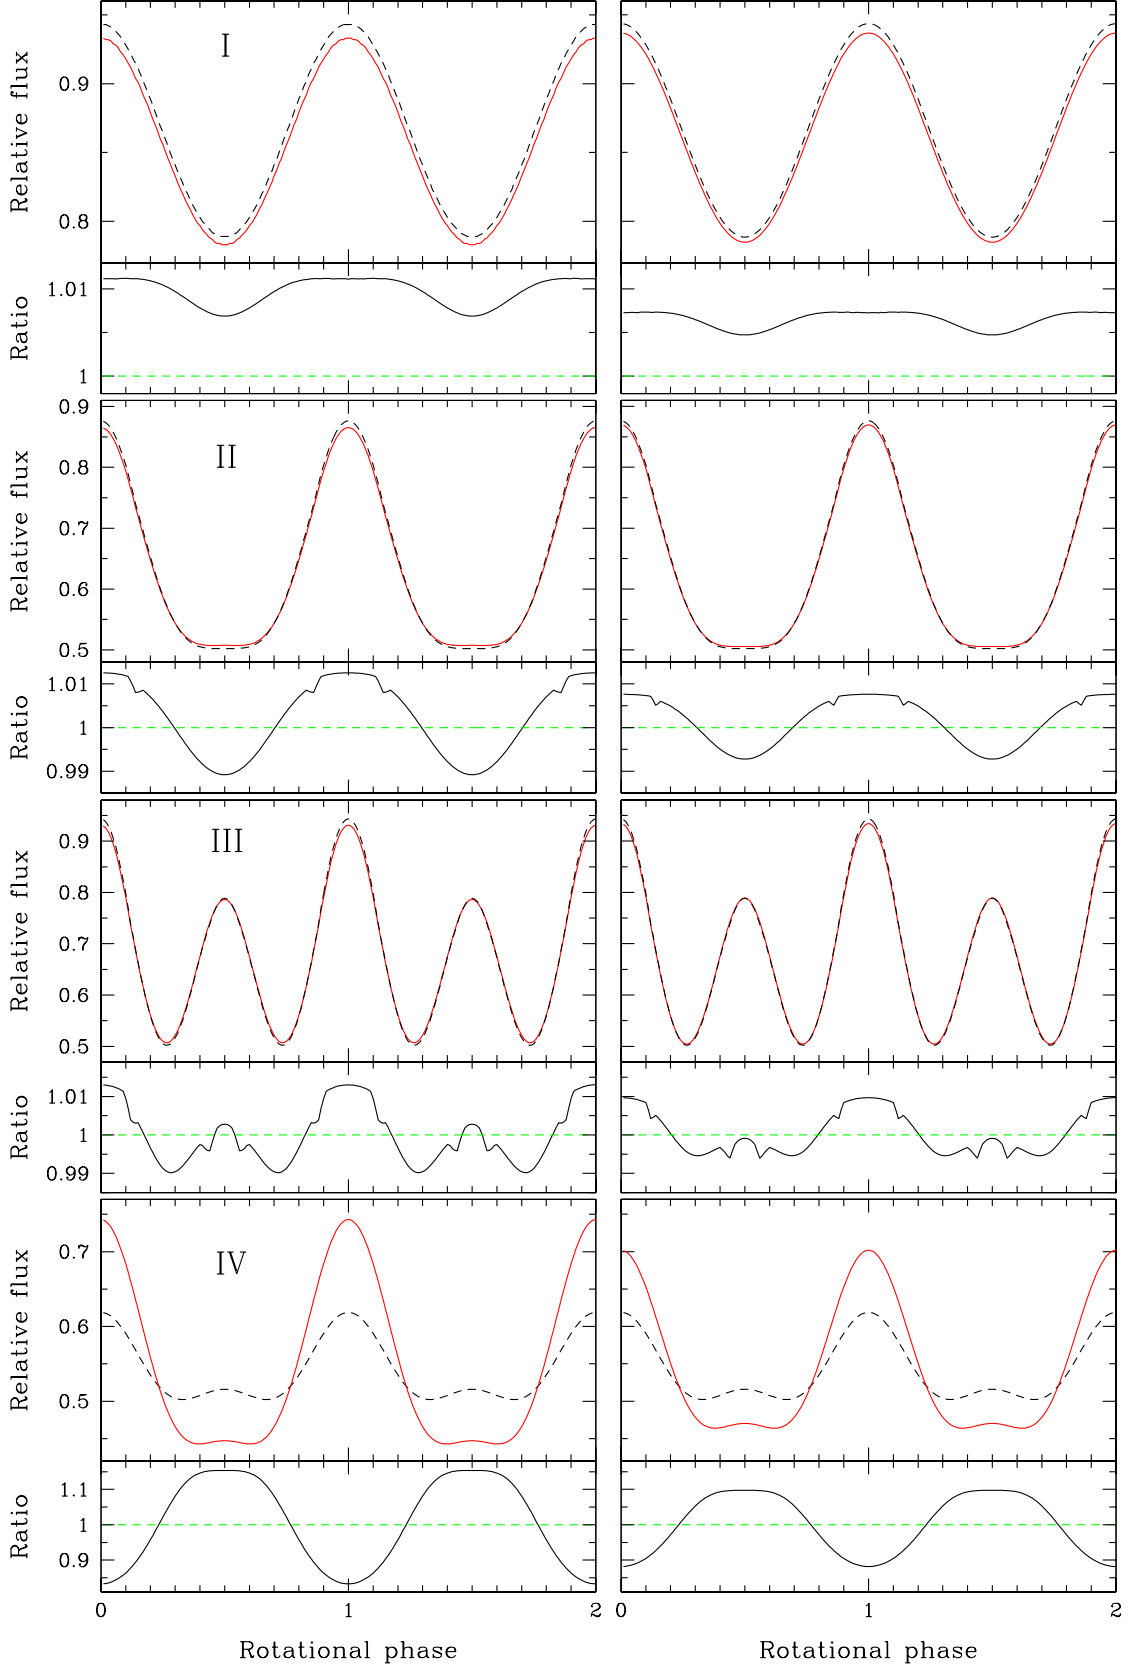 Relative flux
0.9
0.8
I
Ratio
1.01
1
Relative flux
0.9
0.8
0.7
0.6
0.5
II
Ratio
1.01
1
0.99
Relative flux
0.9
0.8
0.7
0.6
0.5
III
Ratio
1.01
1
0.99
Relative flux
0.7
0.6
0.5
IV
Ratio
1.1
1
0.9
0 1 2
0 1 2
Rotational phase
Rotational phase